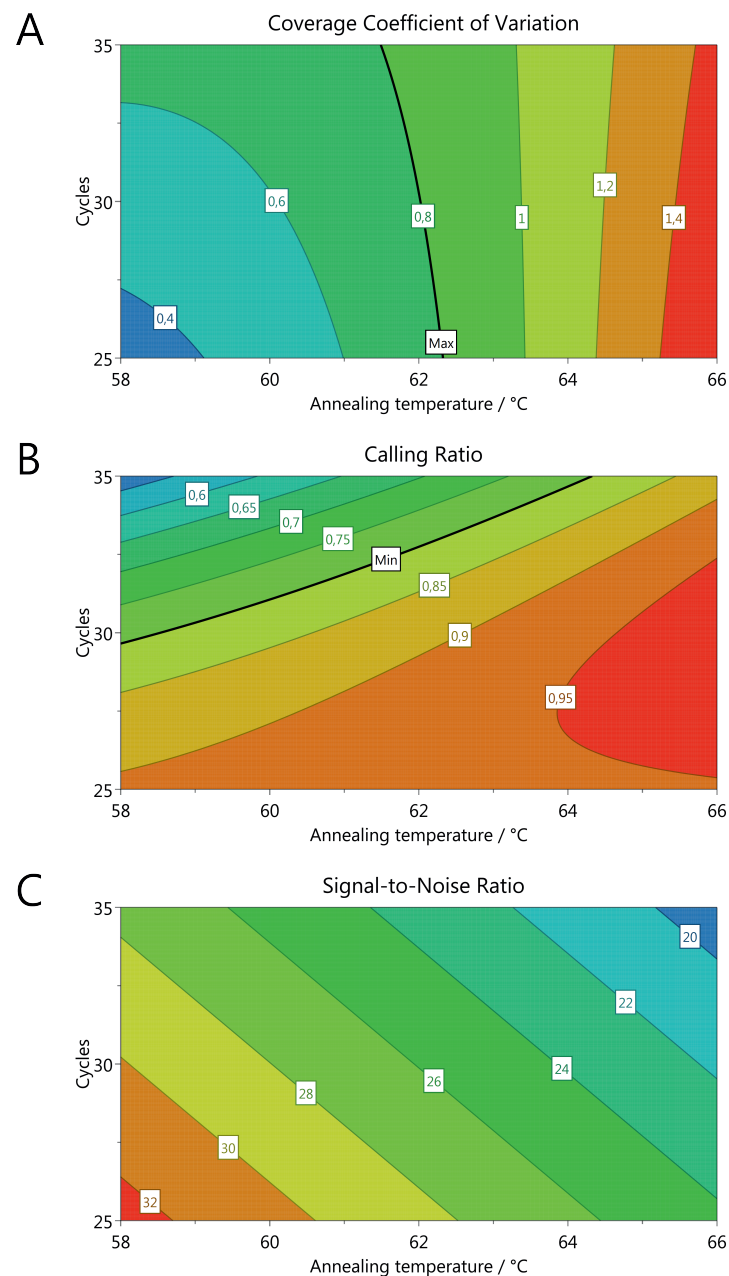 A
Coverage Coefficient of Variation
35
30
25
Cycles
0,4
0,6
0,8
1
1,2
1,4
Max
58 60 62 64 66
Annealing temperature / °C
B
Calling Ratio
35
30
25
Cycles
0,6
0,65
0,7
0,75
Min
0,85
0,9
0,95
58 60 62 64 66
Annealing temperature / °C
C
Signal-to-Noise Ratio
35
30
25
Cycles
20
22
24
26
28
30
32
58 60 62 64 66
Annealing temperature / °C